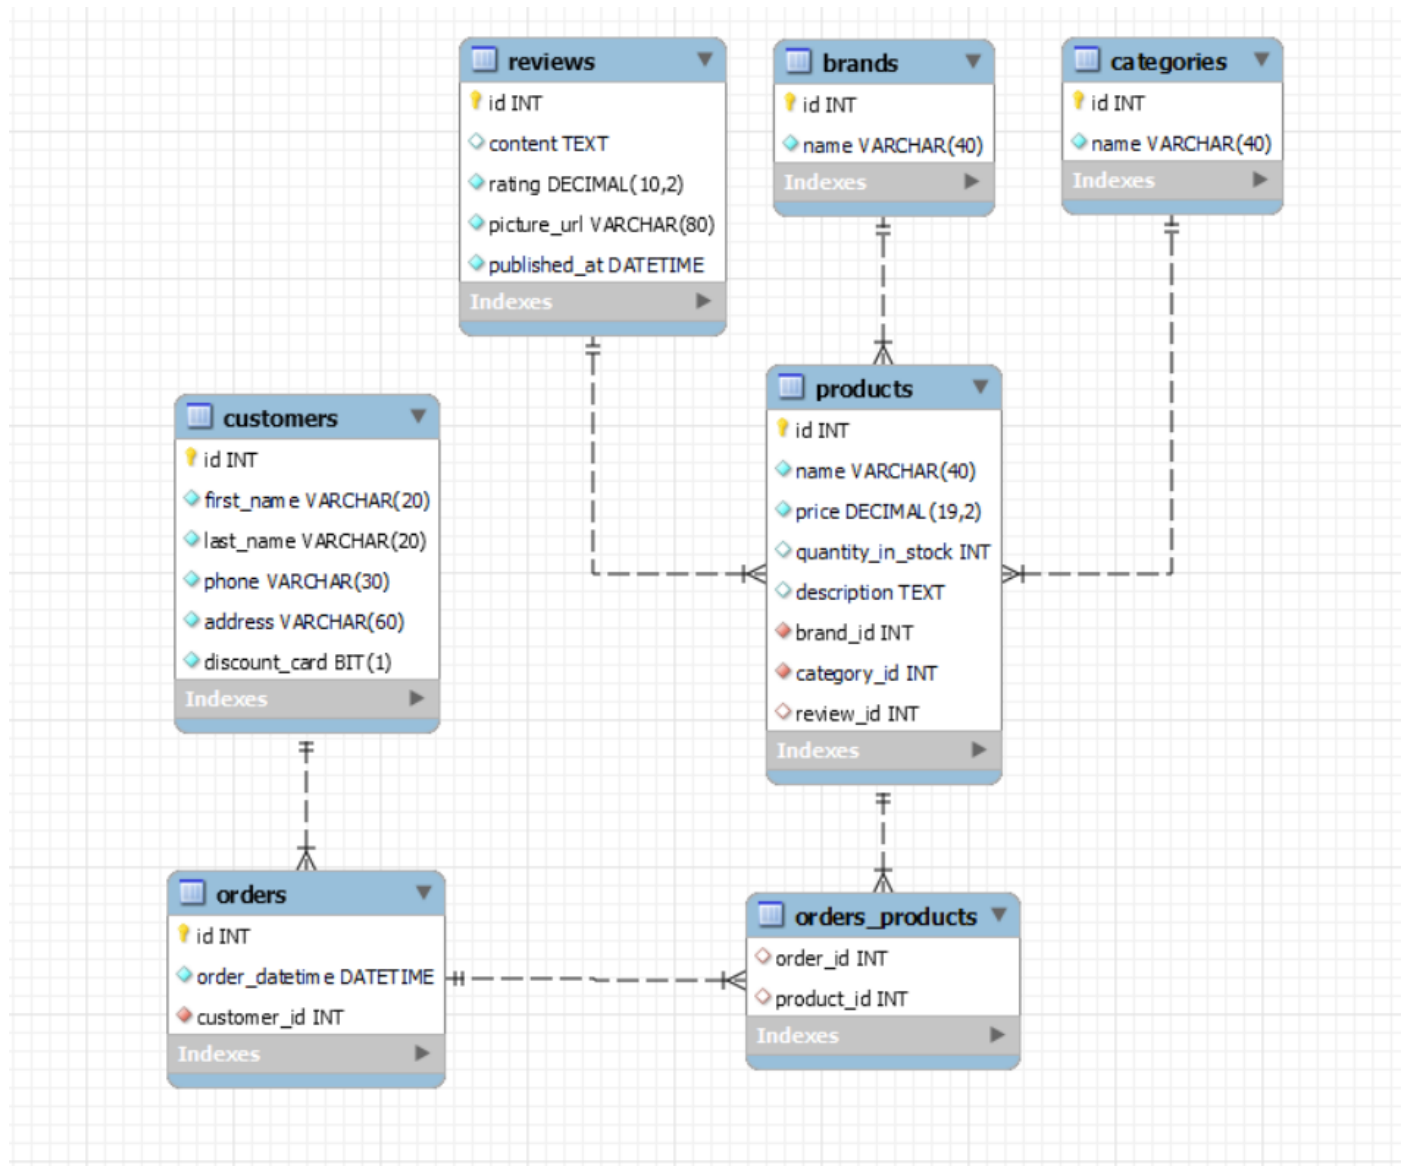 reviews
id INT
content TEXT
rating DECIMAL(10,2)
picture_url VARCHAR(80)
published_at DATETIME
Indexes
brands
id INT
name VARCHAR(40)
Indexes
categories
id INT
name VARCHAR(40)
Indexes
customers
id INT
first_name VARCHAR(20)
last_name VARCHAR(20)
phone VARCHAR(30)
address VARCHAR(60)
discount_card BIT(1)
Indexes
products
id INT
name VARCHAR(40)
price DECIMAL(19,2)
quantity_in_stock INT
description TEXT
brand_id INT
category_id INT
review_id INT
Indexes
orders
id INT
order_datetime DATETIME
customer_id INT
Indexes
orders_products
order_id INT
product_id INT
Indexes